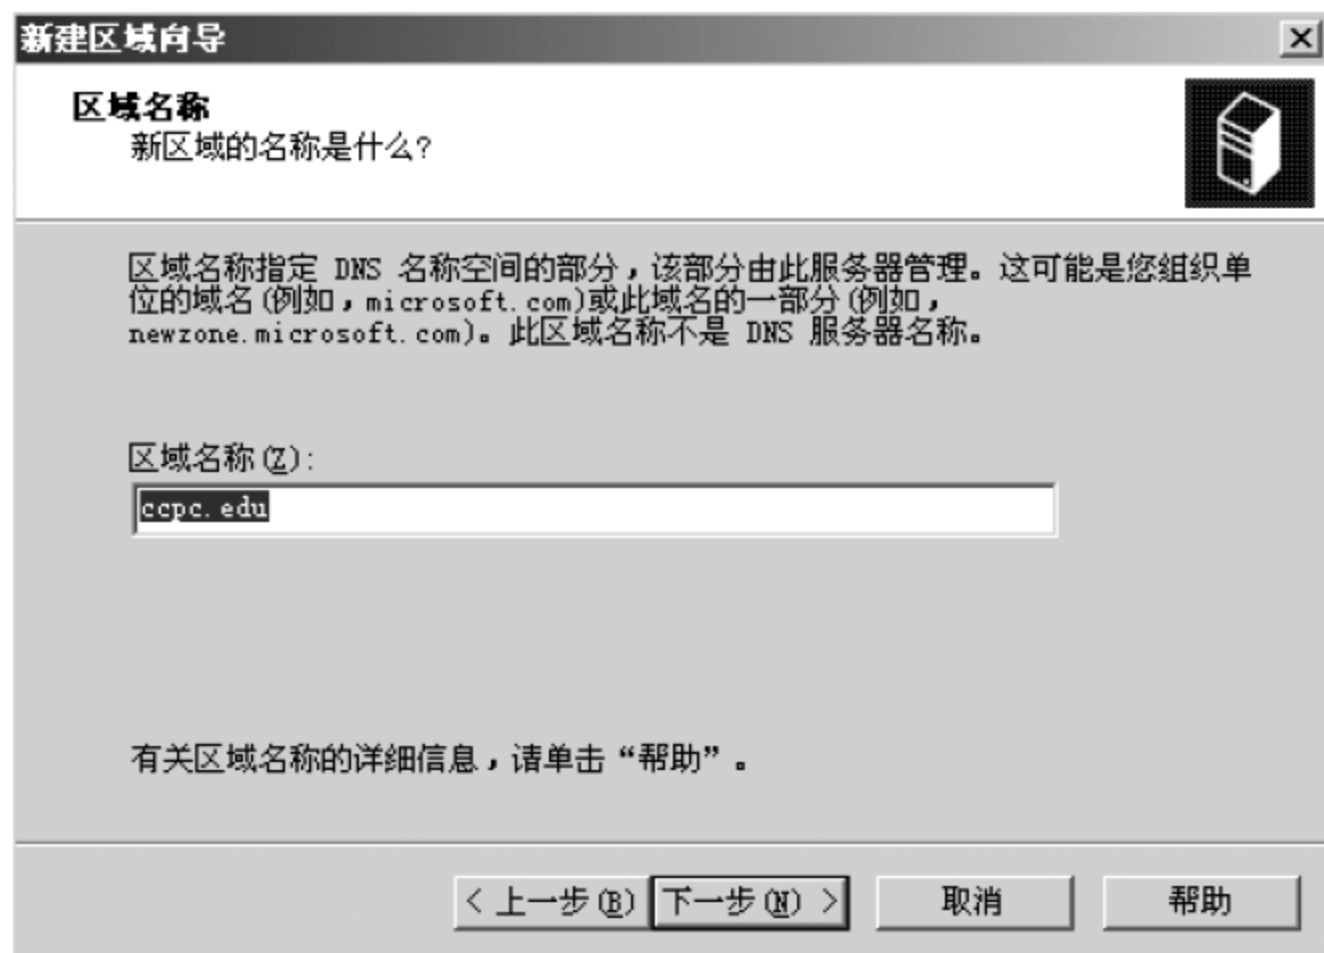 新建区域向导
区域名称
新区域的名称是什么?
区域名称指定 DNS 名称空间的部分，该部分由此服务器管理。这可能是您组织单
位的域名(例如，microsoft.com)或此域名的一部分(例如，
newzone.microsoft.com)。此区域名称不是 DNS 服务器名称。
区域名称(Z):
ccpc.edu
有关区域名称的详细信息，请单击“帮助”。
< 上一步(B) 下一步(N) > 取消 帮助